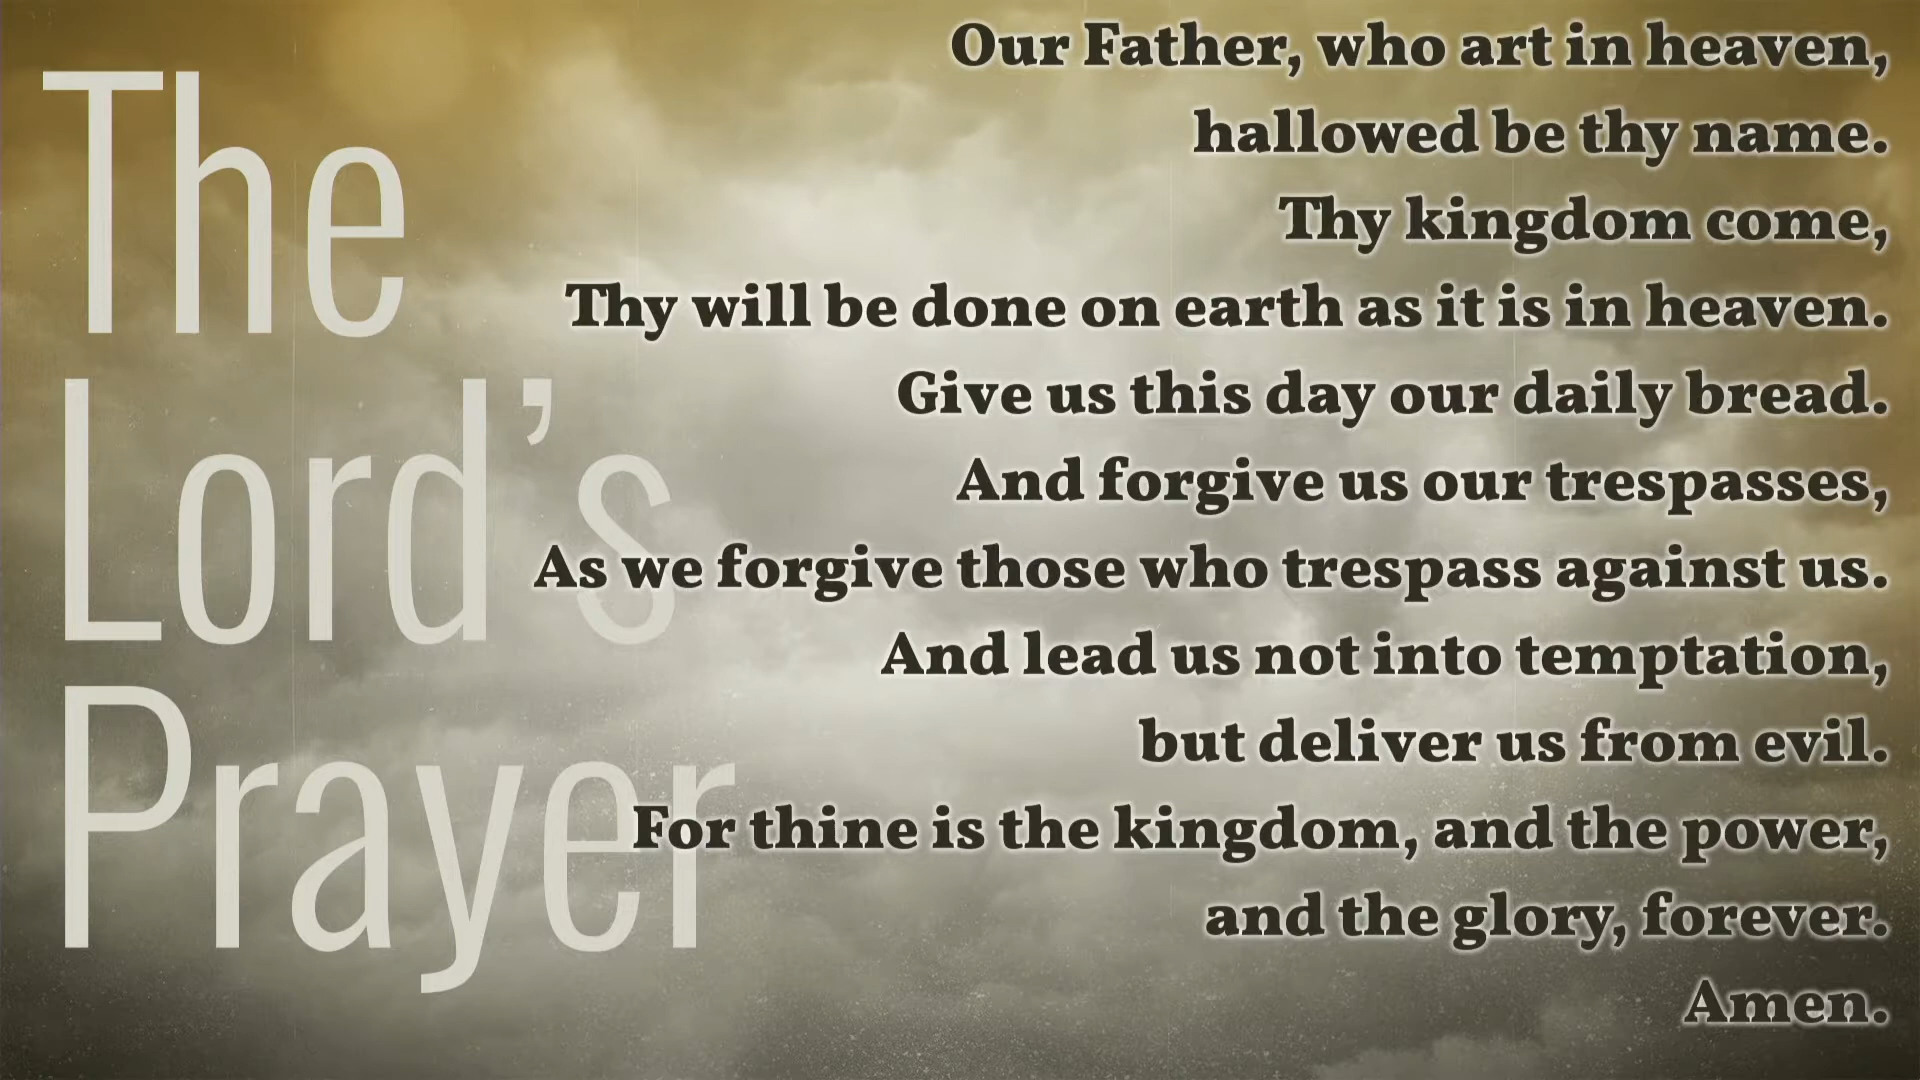 The
Lord’s
Prayer
Our Father, who art in heaven,
hallowed be thy name.
Thy kingdom come,
Thy will be done on earth as it is in heaven.
Give us this day our daily bread.
And forgive us our trespasses,
As we forgive those who trespass against us.
And lead us not into temptation,
but deliver us from evil.
For thine is the kingdom, and the power,
and the glory, forever.
Amen.